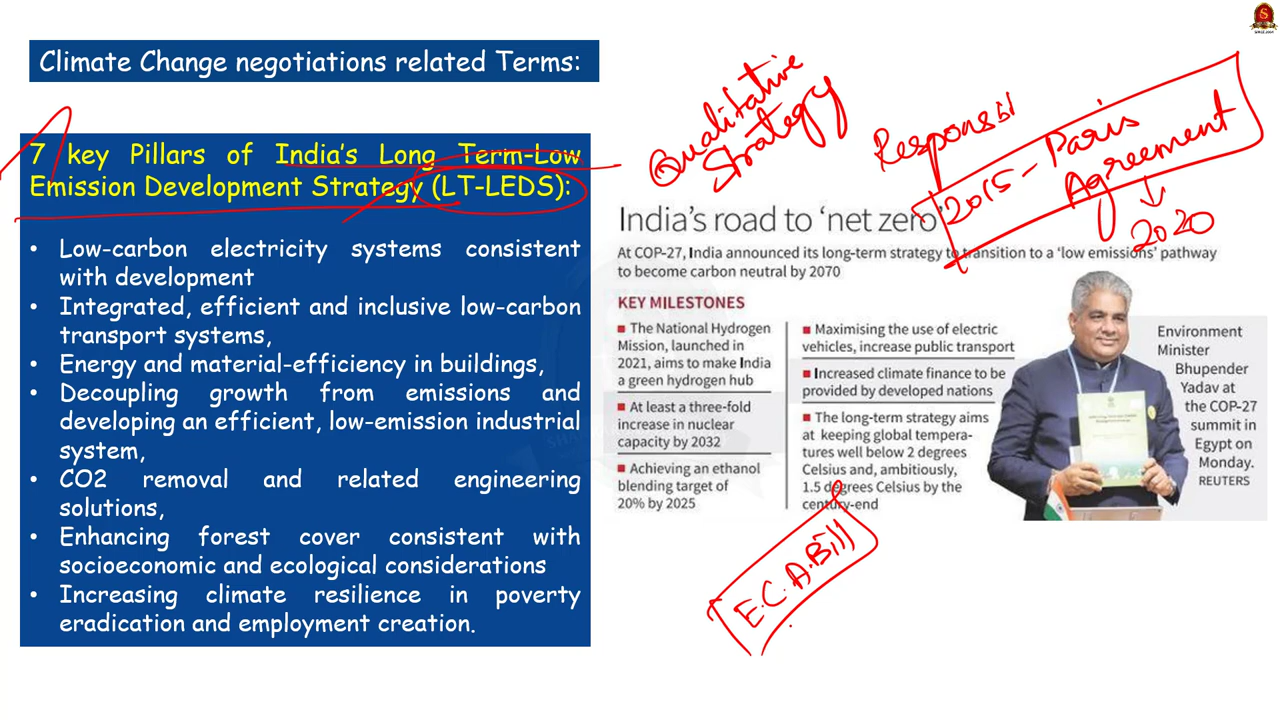 Climate Change negotiations related Terms:
7 key Pillars of India's Long Term-Low
Emission Development Strategy (LT-LEDS):
• Low-carbon electricity systems consistent
with development
• Integrated, efficient and inclusive low-carbon
transport systems,
• Energy and material-efficiency in buildings,
• Decoupling growth from emissions and
developing an efficient, low-emission industrial
system,
• CO2 removal and related engineering
solutions,
• Enhancing forest cover consistent with
socioeconomic and ecological considerations
• Increasing climate resilience in poverty
eradication and employment creation.
Qualitative
Strategy
Responsi
2015 - Paris
Agreement
2020
India's road to 'net zero'
At COP-27, India announced its long-term strategy to transition to a 'low emissions' pathway
to become carbon neutral by 2070
KEY MILESTONES
The National Hydrogen
Mission, launched in
2021, aims to make India
a green hydrogen hub
At least a three-fold
increase in nuclear
capacity by 2032
Achieving an ethanol
blending target of
20% by 2025
Maximising the use of electric
vehicles, increase public transport
Increased climate finance to be
provided by developed nations
The long-term strategy aims
at keeping global tempera-
tures well below 2 degrees
Celsius and, ambitiously,
1.5 degrees Celsius by the
century-end
Environment
Minister
Bhupender
Yadav at
the COP-27
summit in
Egypt on
Monday.
REUTERS
E.C.A.Bill